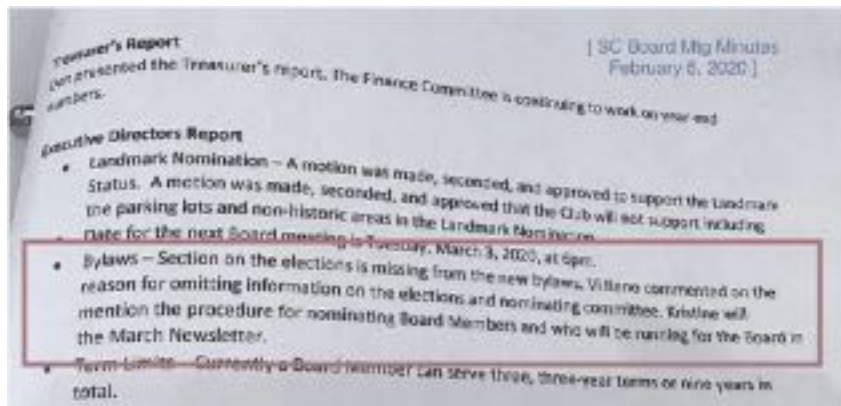 Treasurer's Report
[ SC Board Mtg Minutes
February 6, 2020 ]
presented the Treasurer's report. The Finance Committee is continuing to work on year end
numbers.
Executive Directors Report
• Landmark Nomination – A motion was made, seconded, and approved to support the Landmark
Status. A motion was made, seconded, and approved that the Club will not support including
the parking lots and non-historic areas in the Landmark Nomination.
• Date for the next Board meeting is Tuesday, March 3, 2020, at 6pm.
• Bylaws – Section on the elections is missing from the new bylaws. commented on the
reason for omitting information on the elections and nominating committee. Kristine will
mention the procedure for nominating Board Members and who will be running for the Board in
the March Newsletter.
• Term Limits – Currently a Board Member can serve three, three-year terms or nine years in
total.